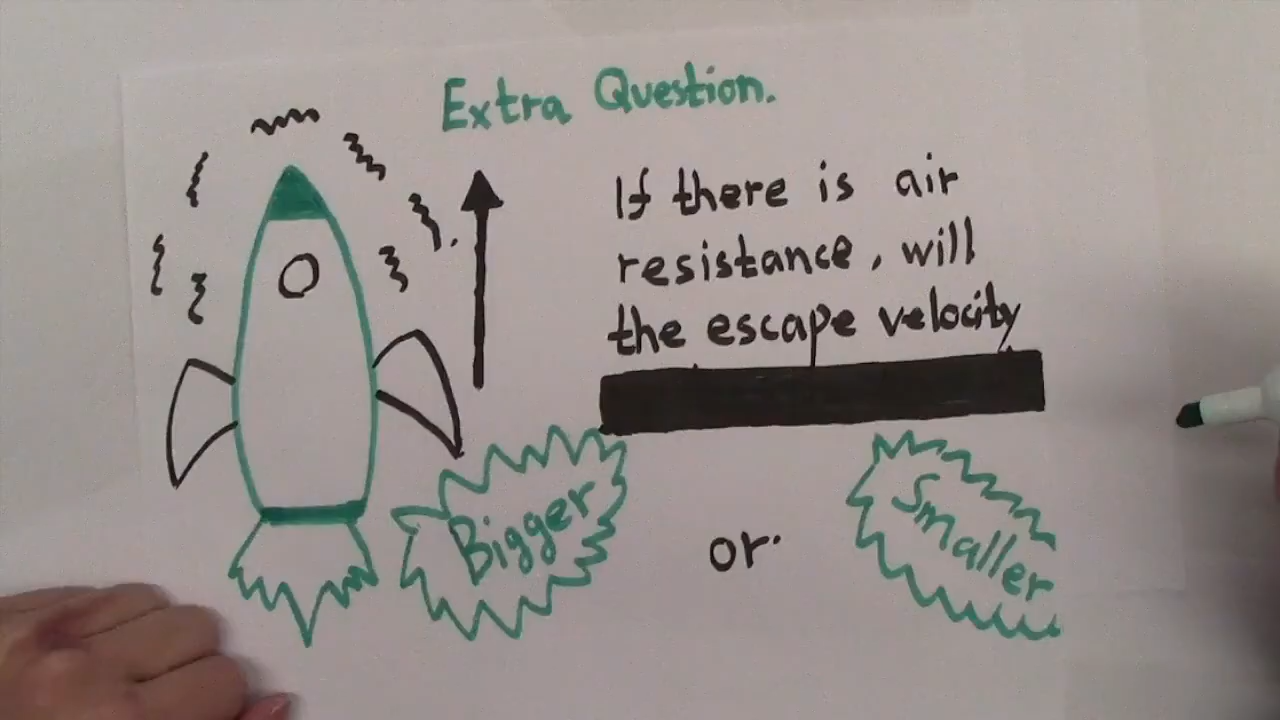 Extra Question.
If there is air
resistance, will
the escape velocity
Bigger
or
Smaller